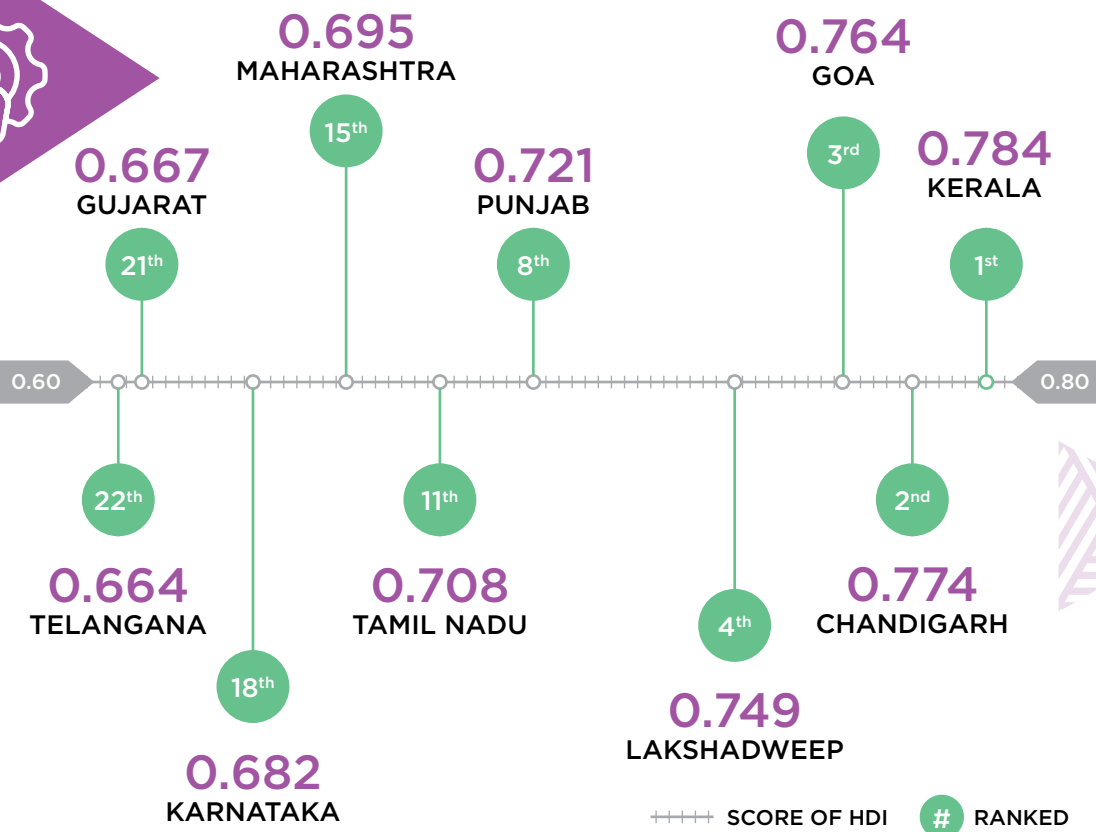 0.695
MAHARASHTRA
15th
0.764
GOA
3rd
0.667
GUJARAT
21th
0.721
PUNJAB
8th
0.784
KERALA
1st
0.60
0.80
22th
0.664
TELANGANA
18th
0.682
KARNATAKA
11th
0.708
TAMIL NADU
4th
0.749
LAKSHADWEEP
2nd
0.774
CHANDIGARH
SCORE OF HDI
# RANKED